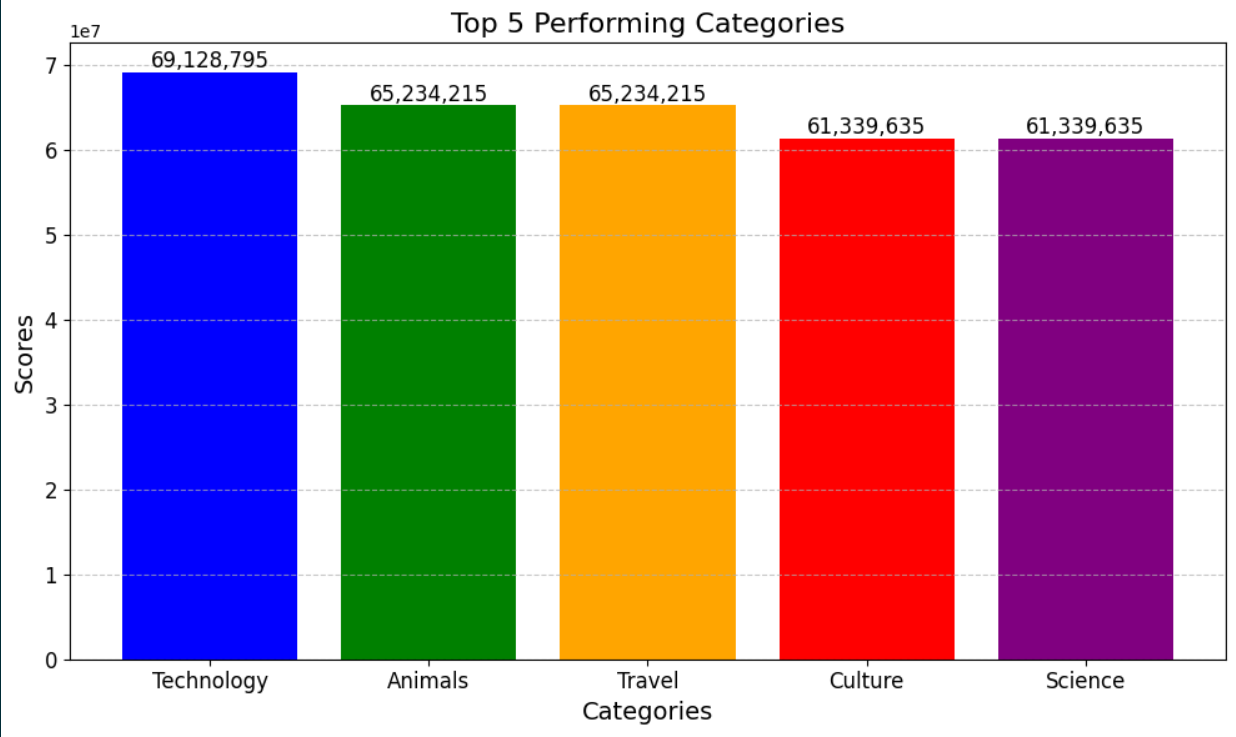 Top 5 Performing Categories
1e7
69,128,795
65,234,215
65,234,215
61,339,635
61,339,635
7
6
5
4
3
2
1
0
Scores
Technology Animals Travel Culture Science
Categories